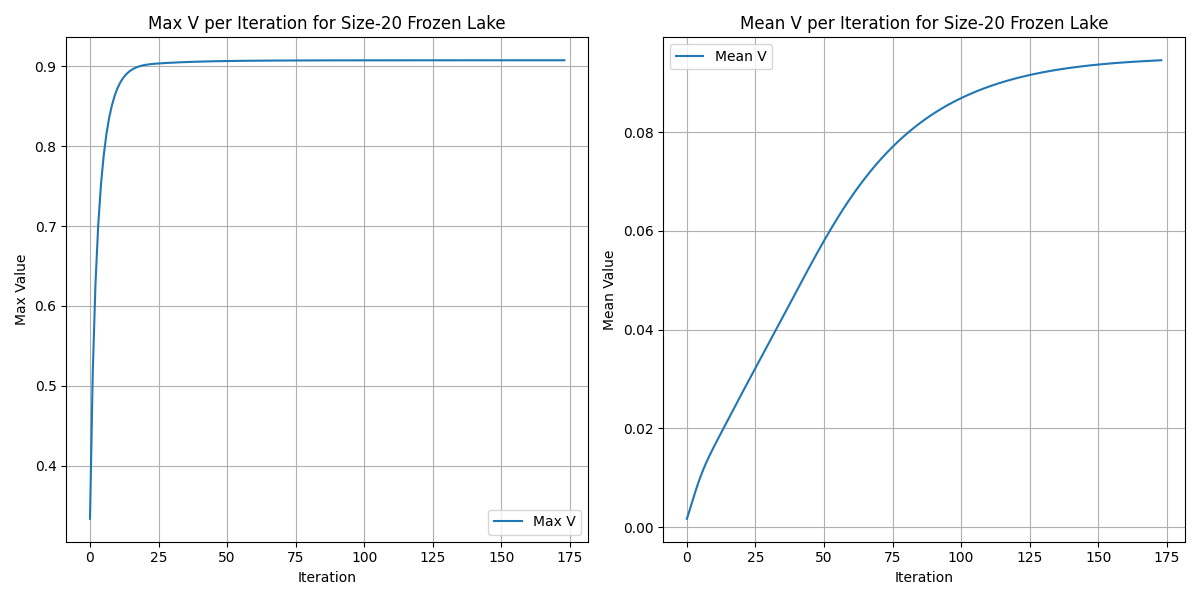 Max V per Iteration for Size-20 Frozen Lake
Max Value
0.9
0.8
0.7
0.6
0.5
0.4
Max V
0 25 50 75 100 125 150 175
Iteration
Mean V per Iteration for Size-20 Frozen Lake
Mean V
Mean Value
0.08
0.06
0.04
0.02
0.00
0 25 50 75 100 125 150 175
Iteration